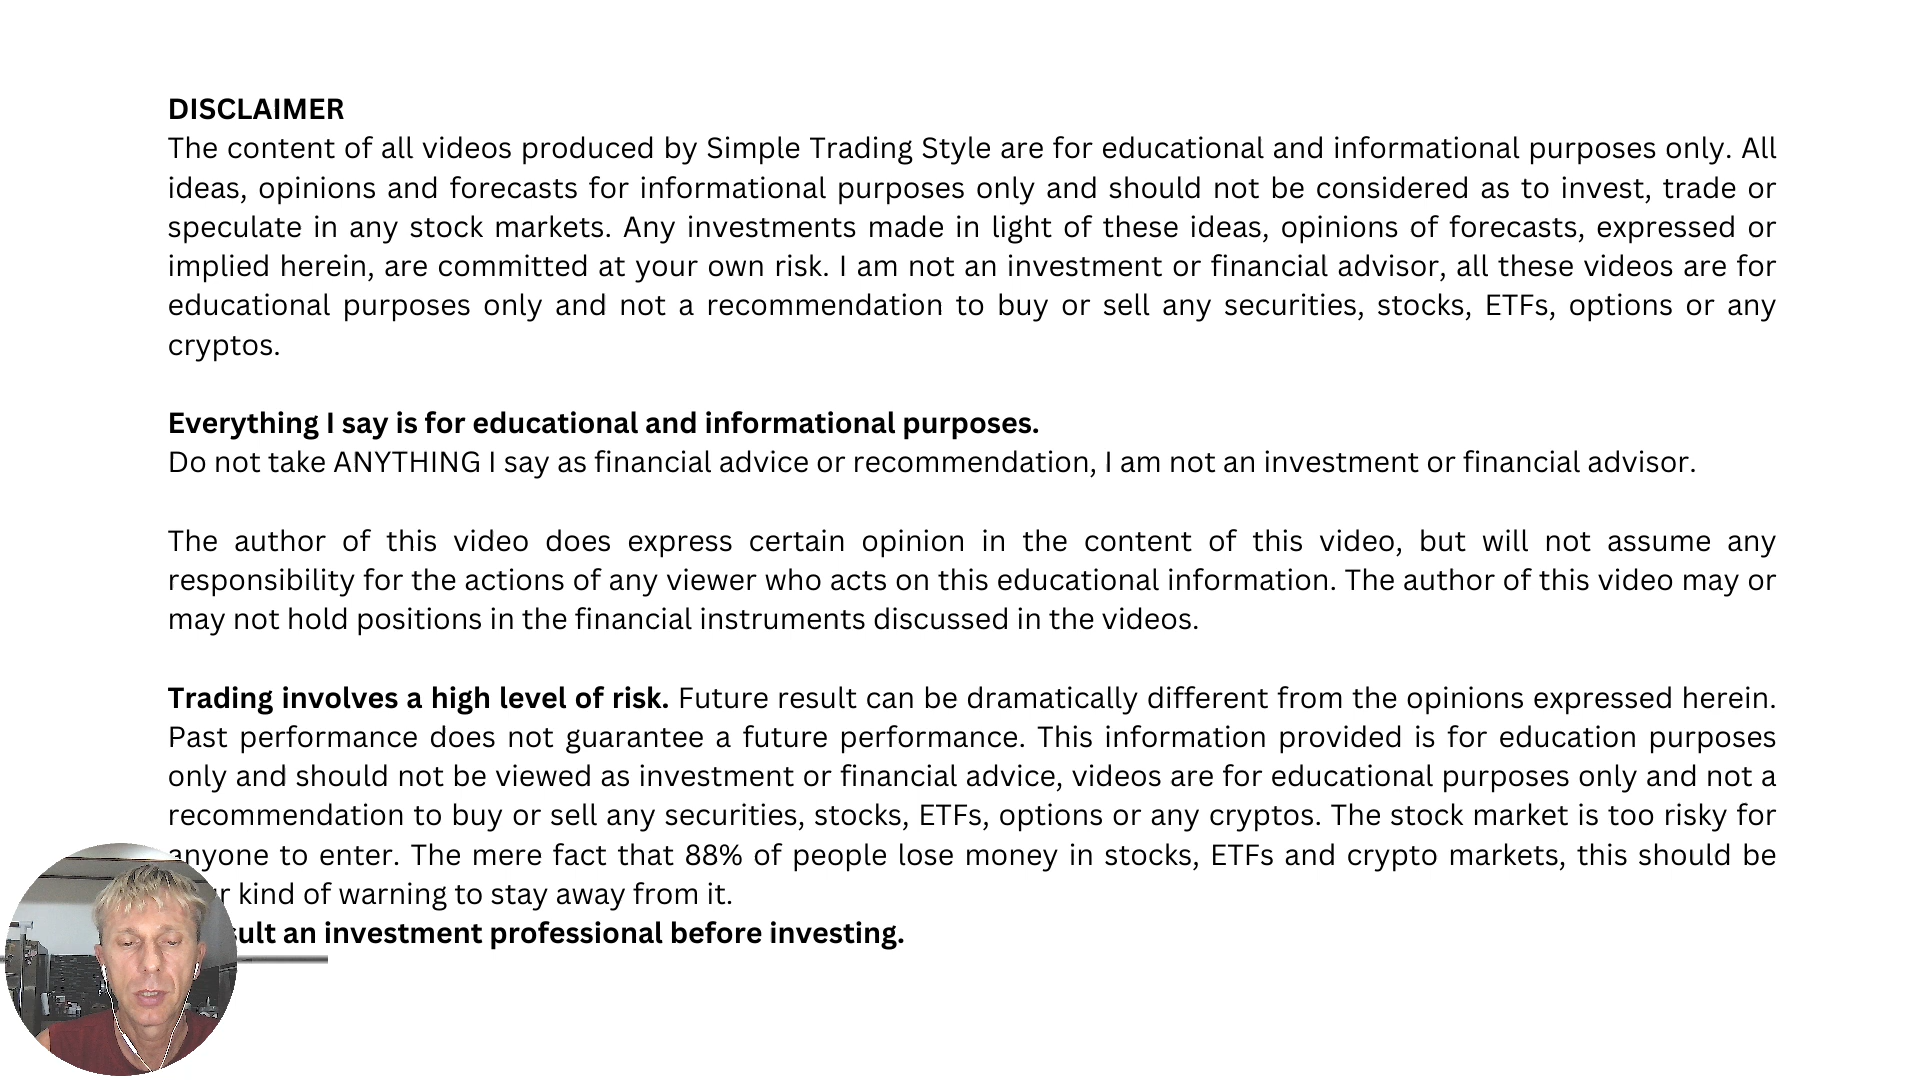 DISCLAIMER
The content of all videos produced by Simple Trading Style are for educational and informational purposes only. All
ideas, opinions and forecasts for informational purposes only and should not be considered as to invest, trade or
speculate in any stock markets. Any investments made in light of these ideas, opinions of forecasts, expressed or
implied herein, are committed at your own risk. I am not an investment or financial advisor, all these videos are for
educational purposes only and not a recommendation to buy or sell any securities, stocks, ETFs, options or any
cryptos.
Everything I say is for educational and informational purposes.
Do not take ANYTHING I say as financial advice or recommendation, I am not an investment or financial advisor.
The author of this video does express certain opinion in the content of this video, but will not assume any
responsibility for the actions of any viewer who acts on this educational information. The author of this video may or
may not hold positions in the financial instruments discussed in the videos.
Trading involves a high level of risk. Future result can be dramatically different from the opinions expressed herein.
Past performance does not guarantee a future performance. This information provided is for education purposes
only and should not be viewed as investment or financial advice, videos are for educational purposes only and not a
recommendation to buy or sell any securities, stocks, ETFs, options or any cryptos. The stock market is too risky for
anyone to enter. The mere fact that 88% of people lose money in stocks, ETFs and crypto markets, this should be
kind of warning to stay away from it.
an investment professional before investing.